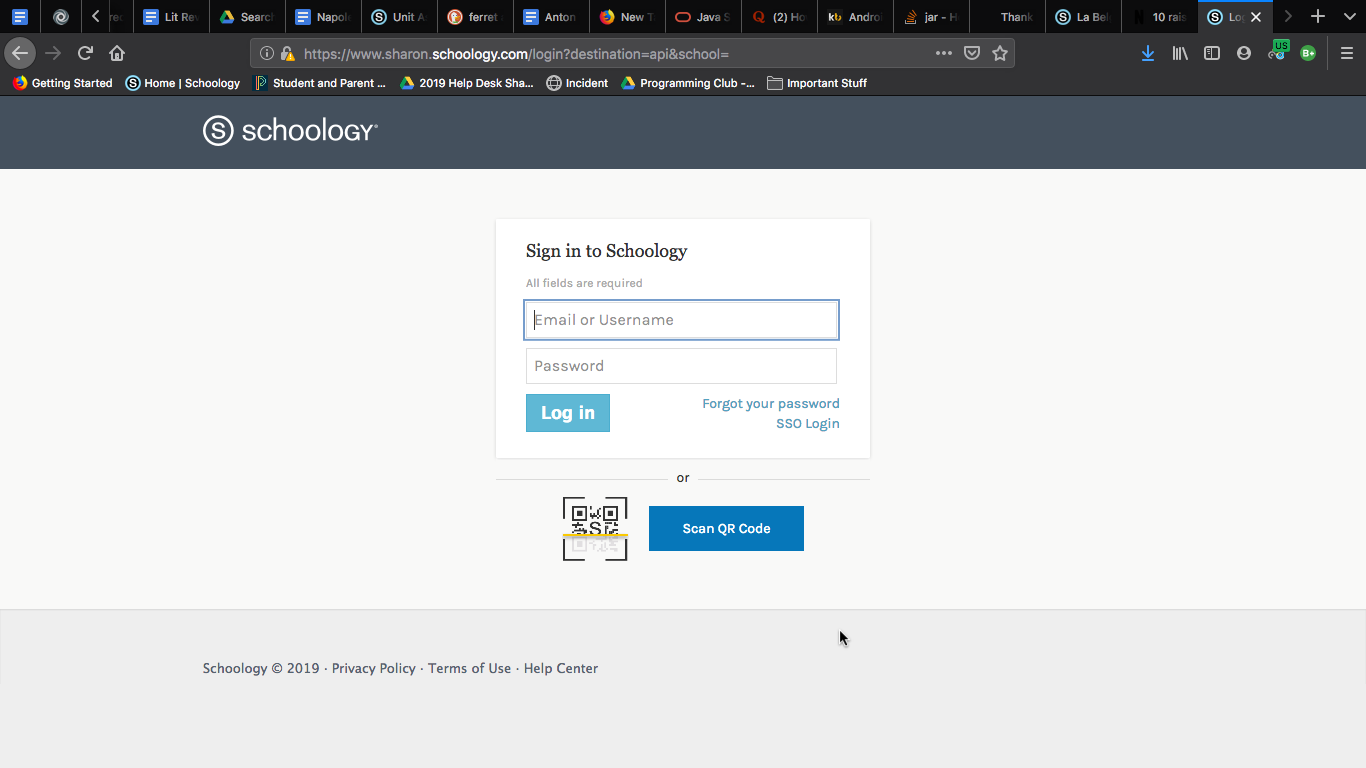 Lit Rev
Search
Napole
Unit A
ferret
Anton
New T
Java S
(2) Ho
Androi
jar - H
Thank
La Bel
10 rais
Lo
https://www.sharon.schoology.com/login?destination=api&school=
US
B+
Getting Started
Home | Schoology
Student and Parent ...
2019 Help Desk Sha...
Incident
Programming Club -...
Important Stuff
S schoology
Sign in to Schoology
All fields are required
Email or Username
Password
Log in
Forgot your password
SSO Login
or
S
Scan QR Code
Schoology © 2019 · Privacy Policy · Terms of Use · Help Center